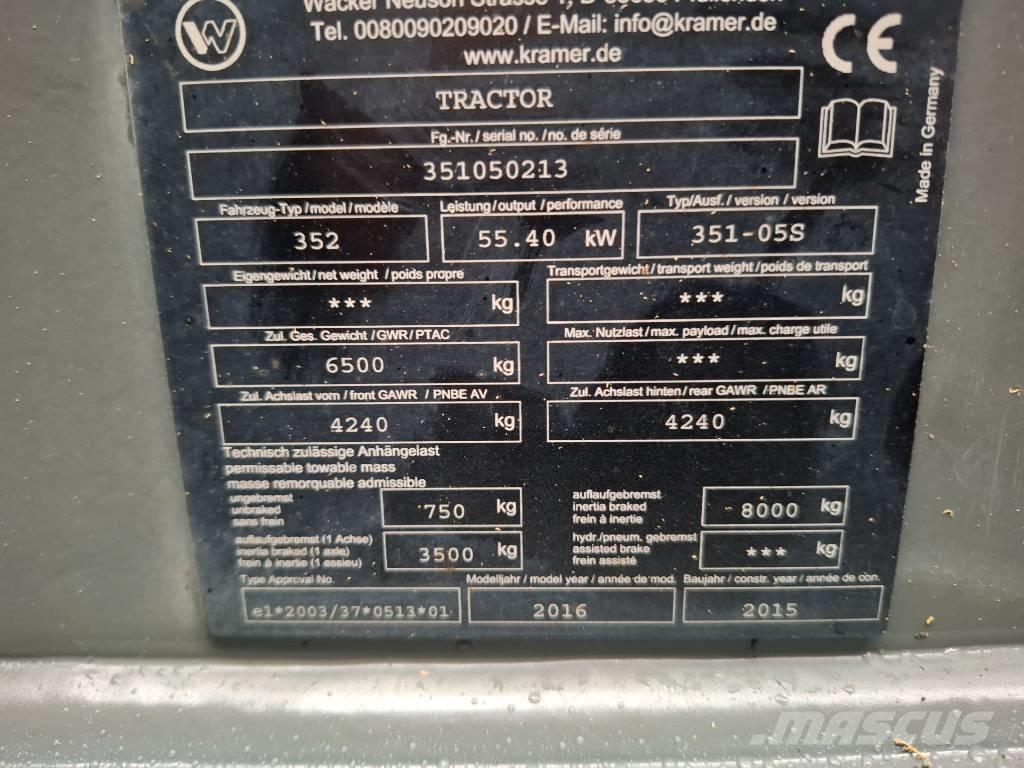 Wacker Neuson Strasse 1, D
Tel. 0080090209020 / E-Mail: info@kramer.de
www.kramer.de
W
CE
Made in Germany
TRACTOR
Fg.-Nr./ serial no. /no. de série
351050213
Fahrzeug-Typ / model / modèle
352
Leistung / output / performance
55.40 kW
Typ/Ausf. / version / version
351-05S
Eigengewicht / net weight / poids propre
*** kg
Transportgewicht / transport weight / poids de transport
*** kg
Zul. Ges. Gewicht / GWR / PTAC
6500 kg
Max. Nutzlast / max. payload / max. charge utile
*** kg
Zul. Achslast vorn / front GAWR / PNBE AV
4240 kg
Zul. Achslast hinten / rear GAWR / PNBE AR
4240 kg
Technisch zulässige Anhängelast
permissable towable mass
masse remorquable admissible
ungebremst
unbraked
sans frein
750 kg
auflaufgebremst
inertia braked
frein à inertie
8000 kg
auflaufgebremst (1 Achse)
inertia braked (1 axle)
frein à inertie (1 essieu)
3500 kg
hydr./pneum. gebremst
assisted brake
frein assisté
*** kg
Type Approval No.
e1*2003/37*0513*01
Modelljahr / model year / année de mod.
2016
Baujahr / constr. year / année de con.
2015
MASCUS